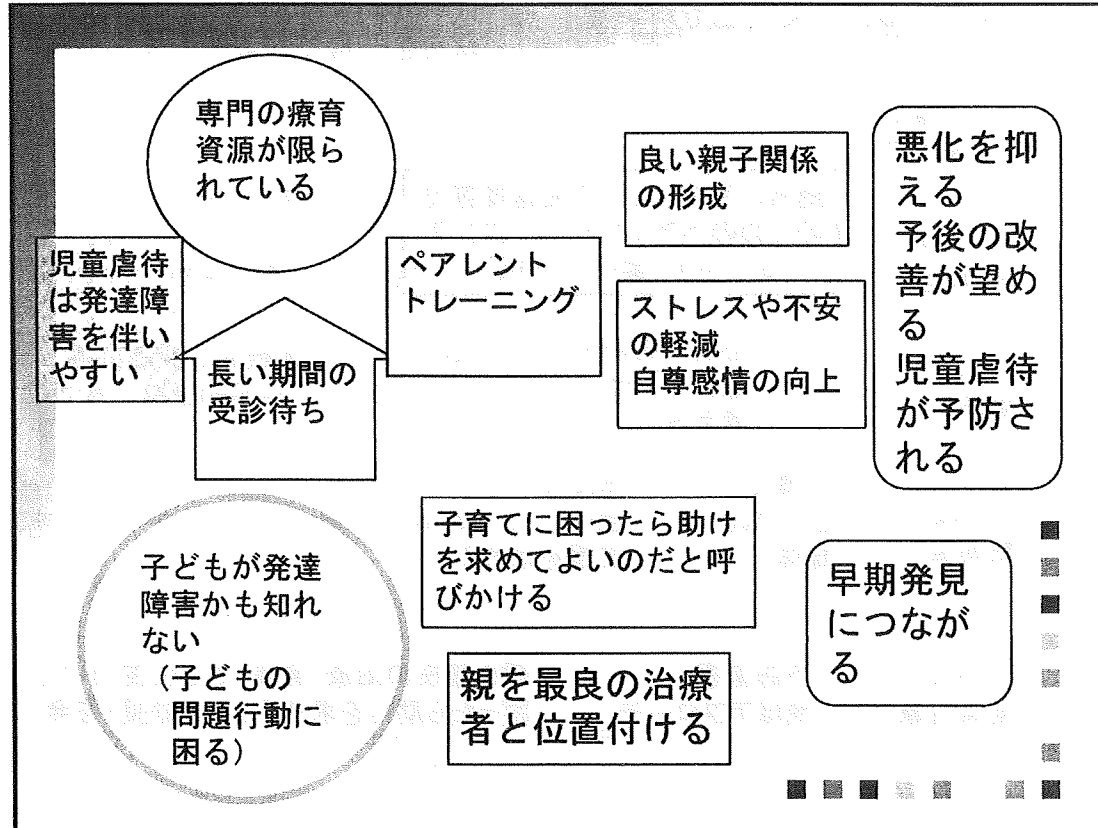 専門の療育
資源が限ら
れている
児童虐待
は発達障
害を伴い
やすい
長い期間の
受診待ち
ペアレント
トレーニング
良い親子関係
の形成
ストレスや不安
の軽減
自尊感情の向上
悪化を抑
える
予後の改
善が望め
る
児童虐待
が予防さ
れる
子どもが発達
障害かも知れ
ない
(子どもの
問題行動に
困る)
子育てに困ったら助け
を求めてよいのだと呼
びかける
親を最良の治療
者と位置付ける
早期発見
につなが
る